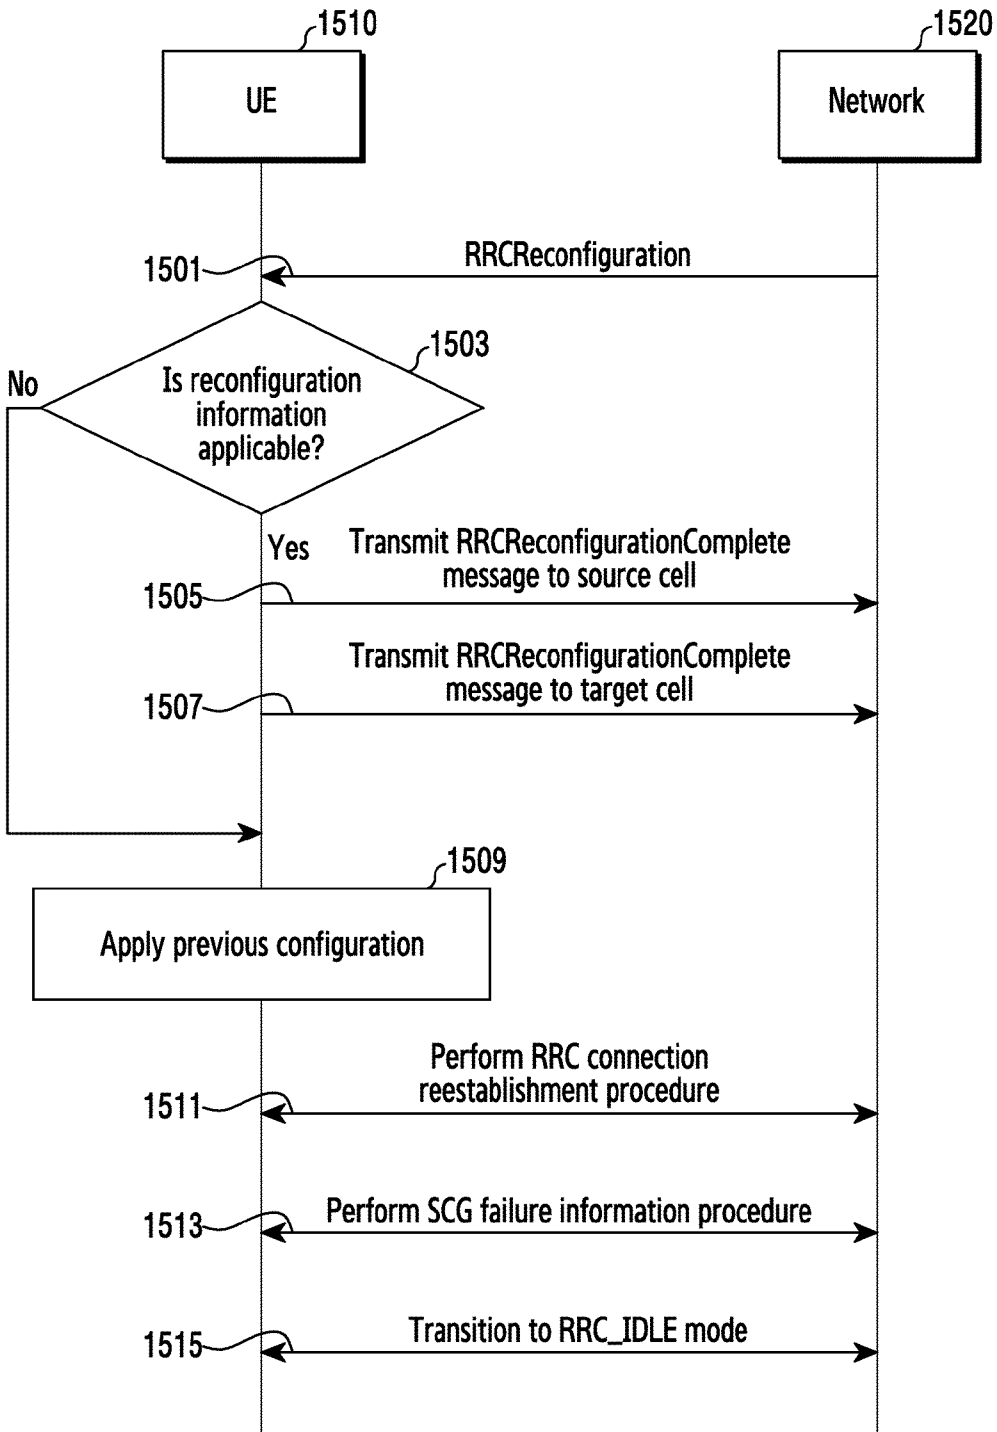 1510
1520
UE
Network
RRCReconfiguration
1501
1503
No
Is reconfiguration
information
applicable?
Yes
Transmit RRCReconfigurationComplete
message to source cell
1505
Transmit RRCReconfigurationComplete
message to target cell
1507
1509
Apply previous configuration
Perform RRC connection
reestablishment procedure
1511
Perform SCG failure information procedure
1513
Transition to RRC_IDLE mode
1515